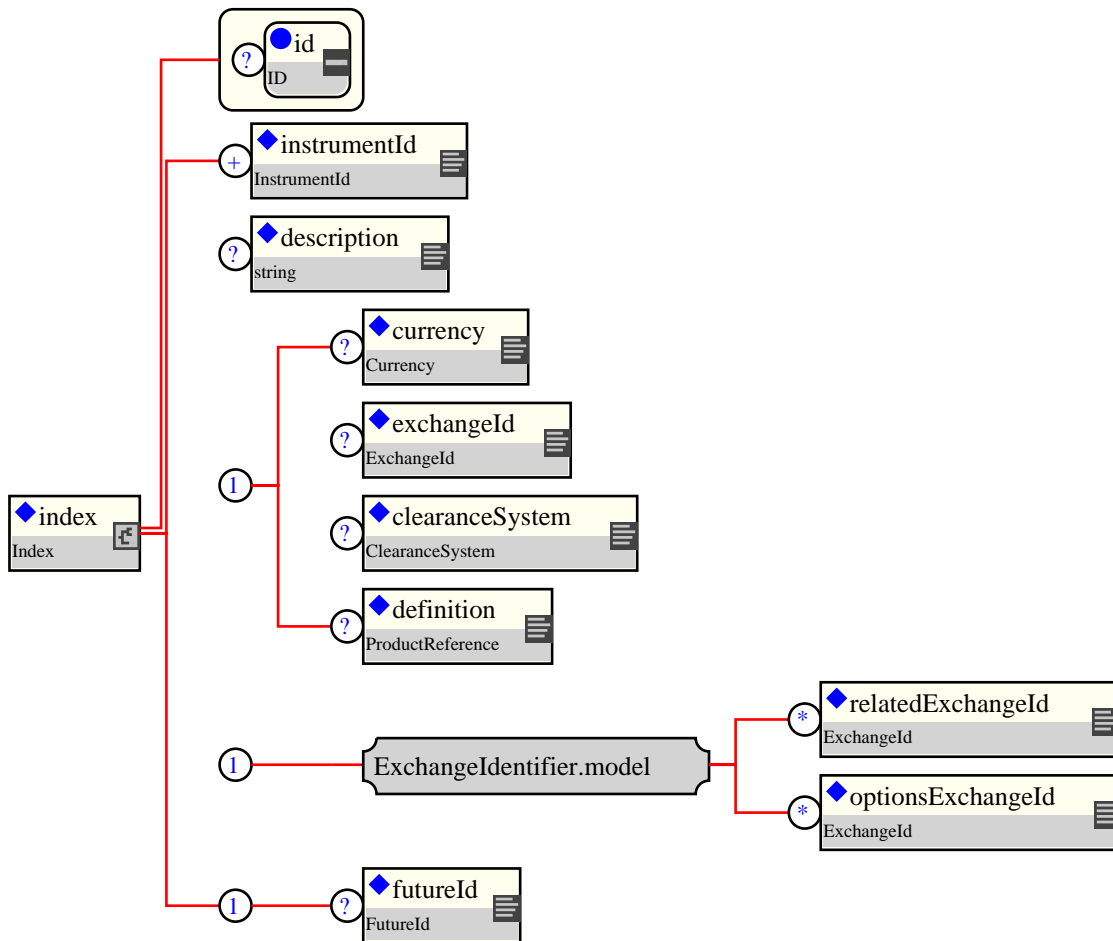 ? id
ID
+ instrumentId
InstrumentId
? description
string
? currency
Currency
? exchangeId
ExchangeId
1
index
Index
? clearanceSystem
ClearanceSystem
? definition
ProductReference
* relatedExchangeId
ExchangeId
1 ExchangeIdentifier.model
* optionsExchangeId
ExchangeId
1 ? futureId
FutureId